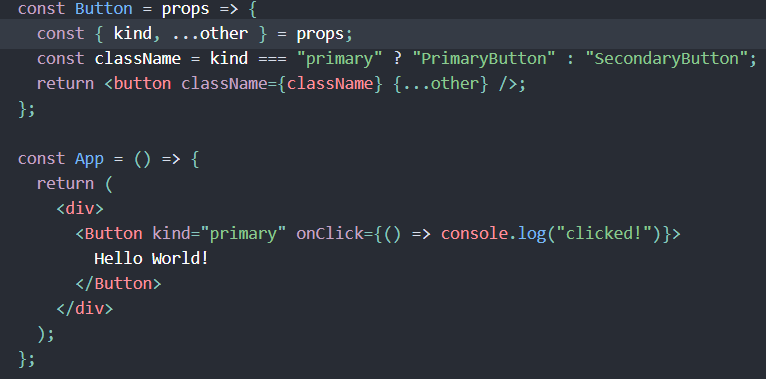 const Button = props => {
  const { kind, ...other } = props;
  const className = kind === "primary" ? "PrimaryButton" : "SecondaryButton";
  return <button className={className} {...other} />;
};

const App = () => {
  return (
    <div>
      <Button kind="primary" onClick={() => console.log("clicked!")}>
        Hello World!
      </Button>
    </div>
  );
};